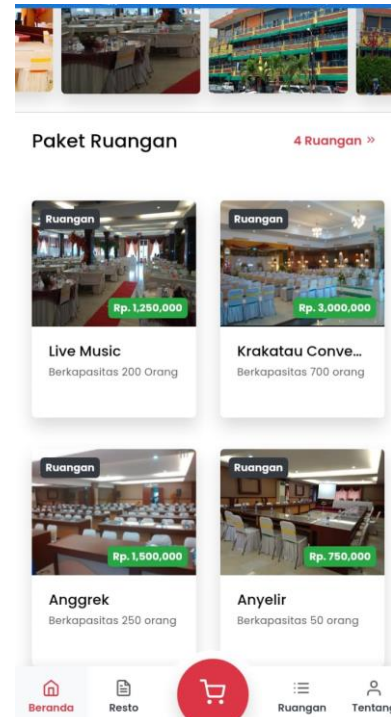 Paket Ruangan
4 Ruangan »
Ruangan
Rp. 1,250,000
Live Music
Berkapasitas 200 Orang
Ruangan
Rp. 3,000,000
Krakatau Conve...
Berkapasitas 700 orang
Ruangan
Rp. 1,500,000
Anggrek
Berkapasitas 250 orang
Ruangan
Rp. 750,000
Anyelir
Berkapasitas 50 orang
Beranda
Resto
Ruangan
Tentang